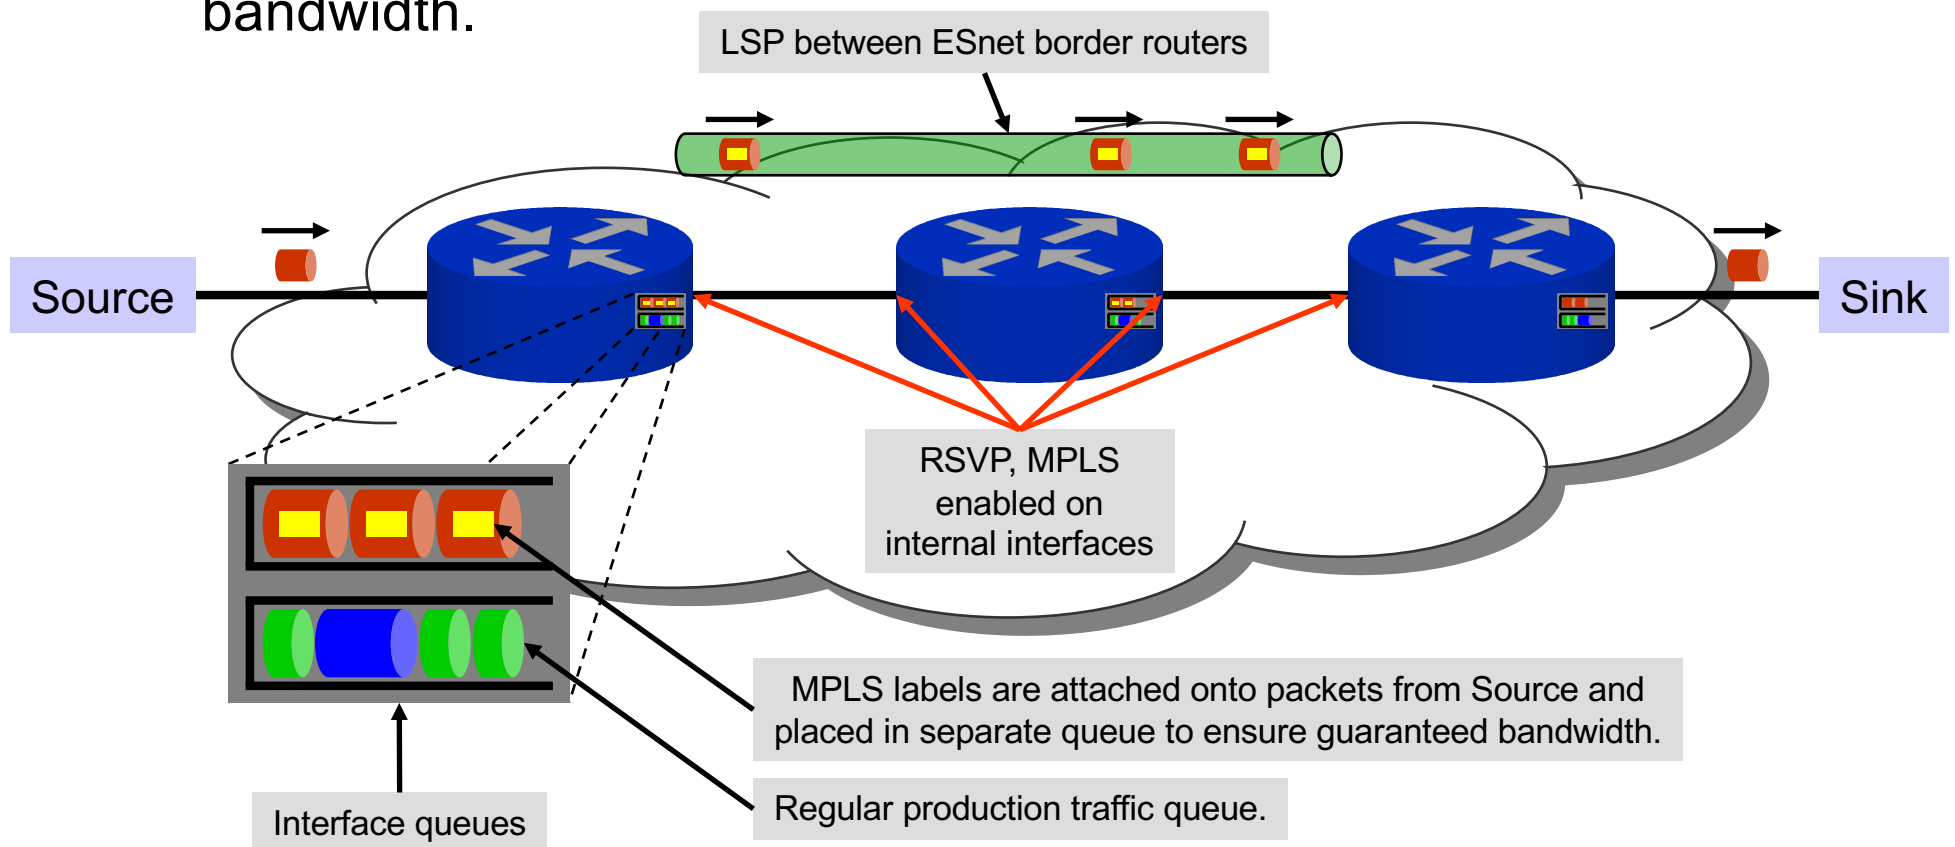 bandwidth.
LSP between ESnet border routers
Source
Sink
RSVP, MPLS
enabled on
internal interfaces
MPLS labels are attached onto packets from Source and
placed in separate queue to ensure guaranteed bandwidth.
Regular production traffic queue.
Interface queues